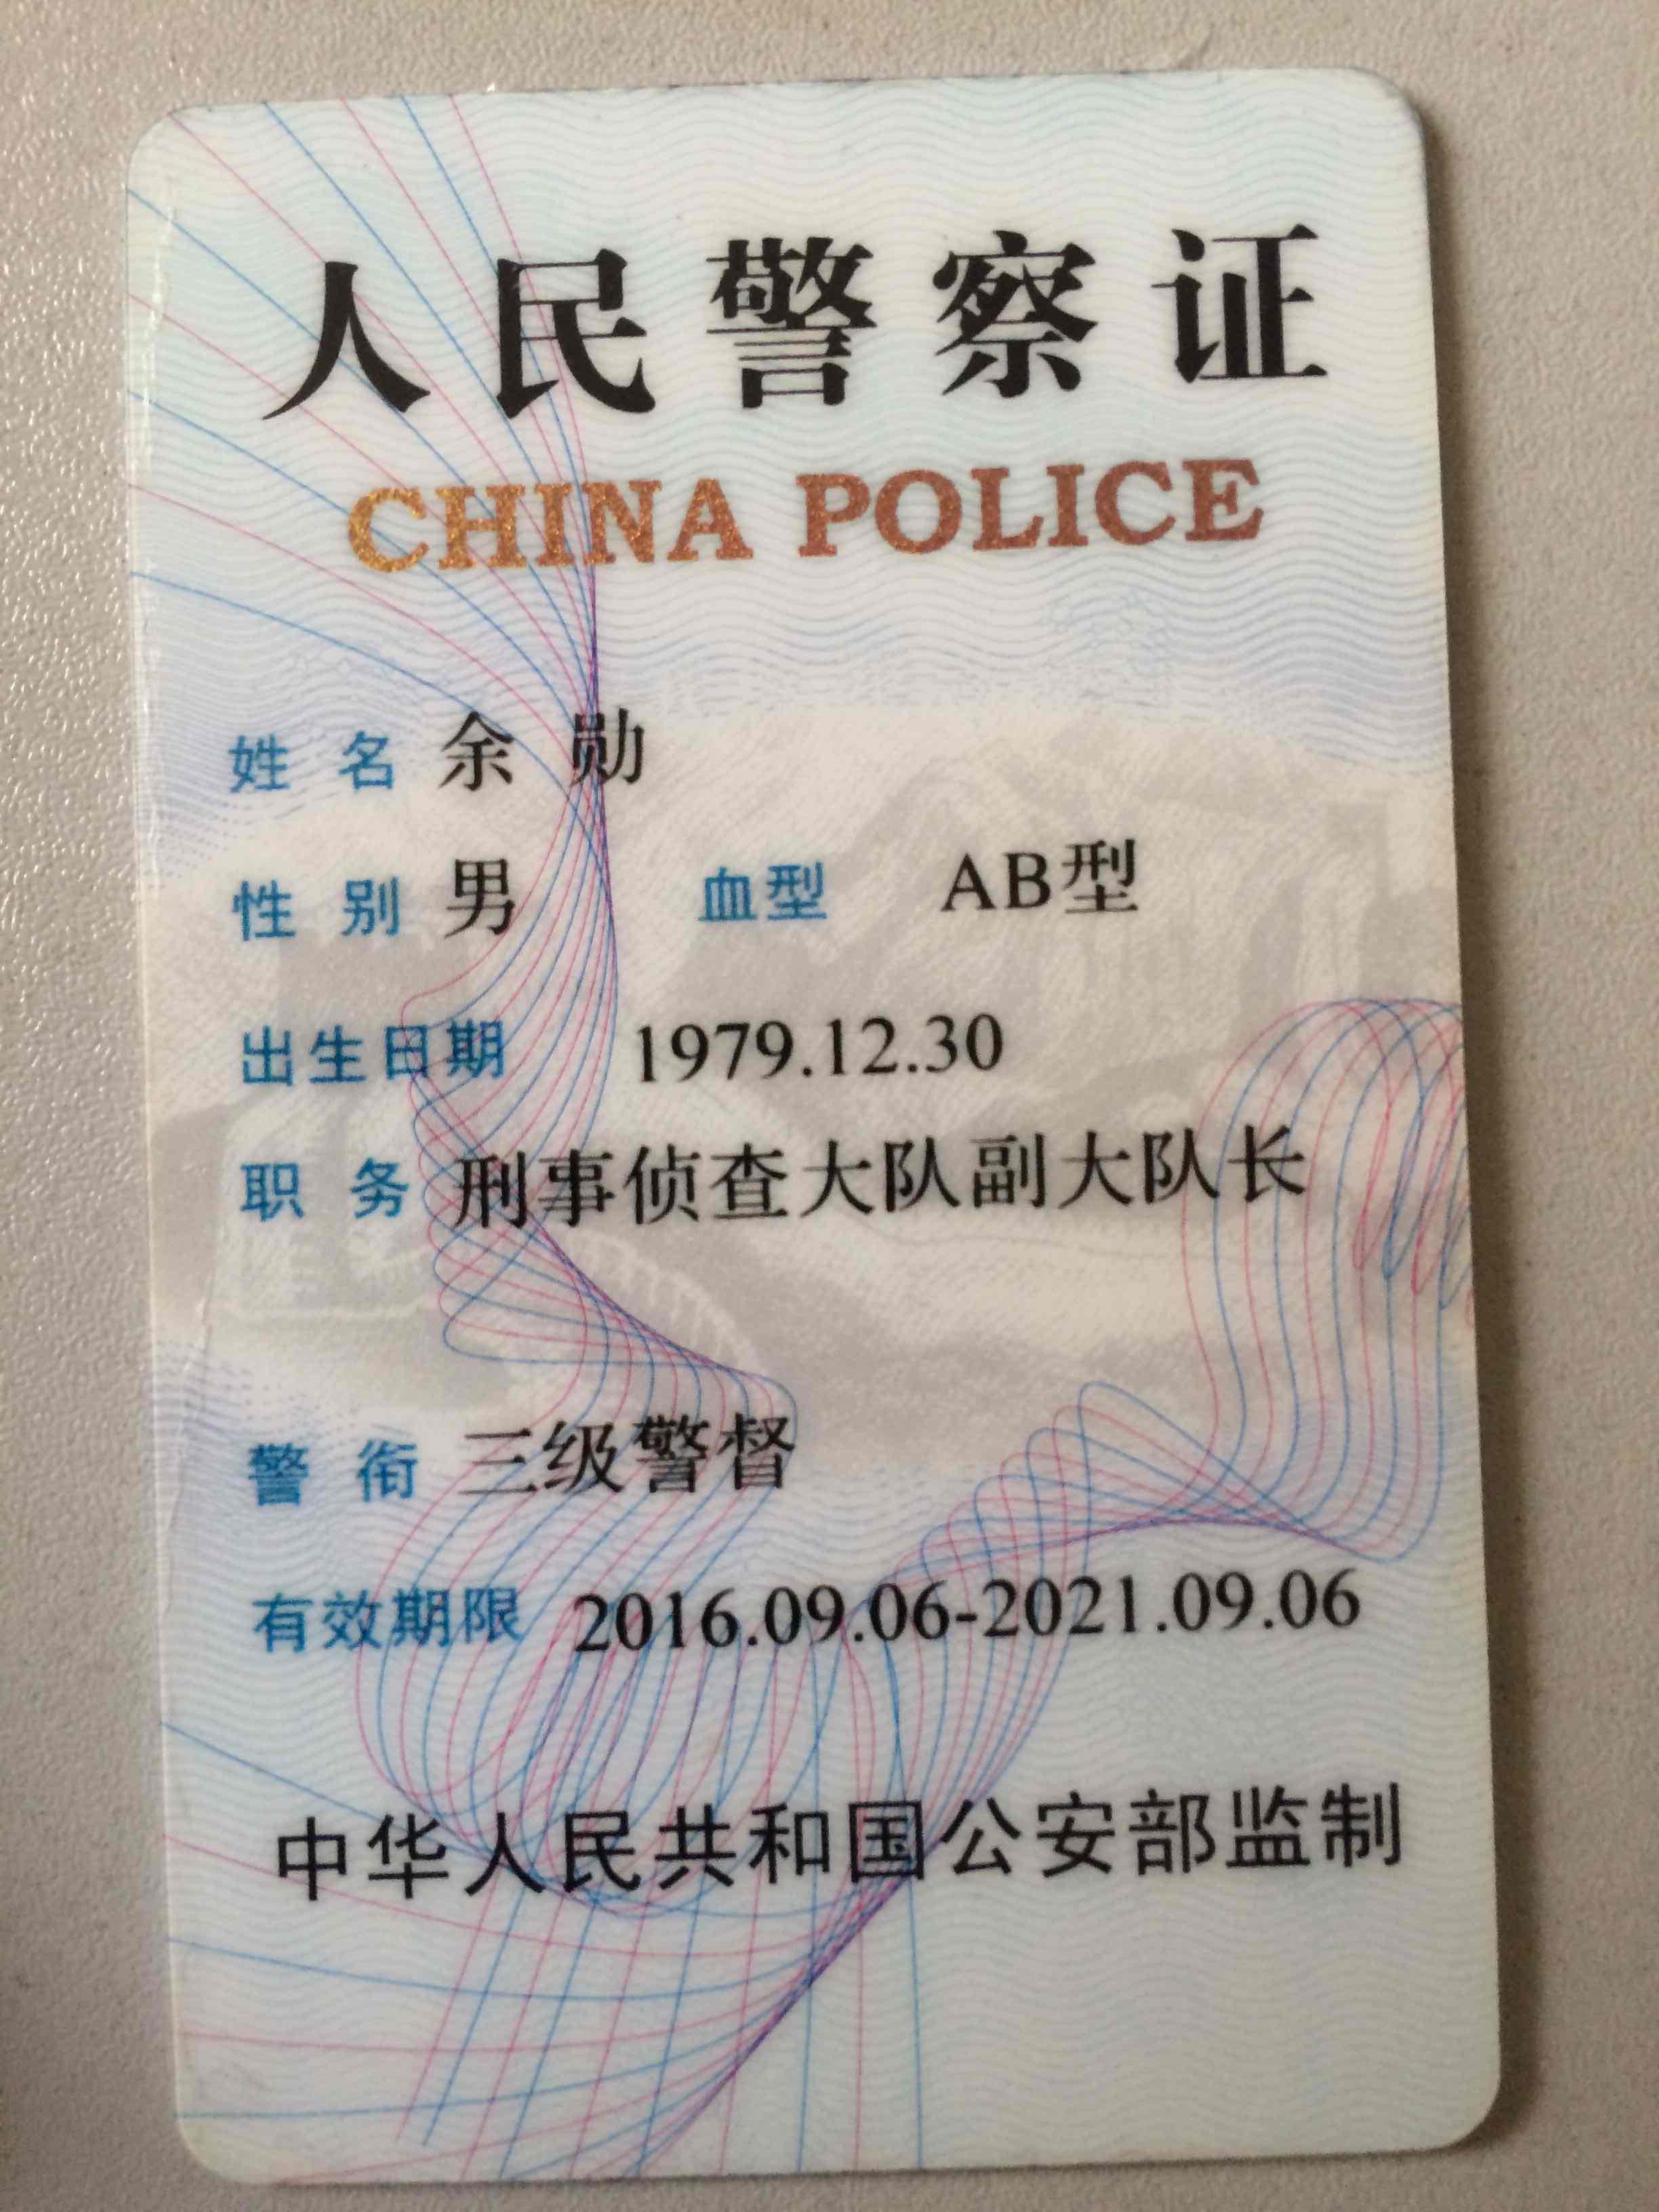 人民警察证
CHINA POLICE
姓名 余勋
性别 男 血型 AB型
出生日期 1979.12.30
职务 刑事侦查大队副大队长
警衔 三级警督
有效期限 2016.09.06-2021.09.06
中华人民共和国公安部监制